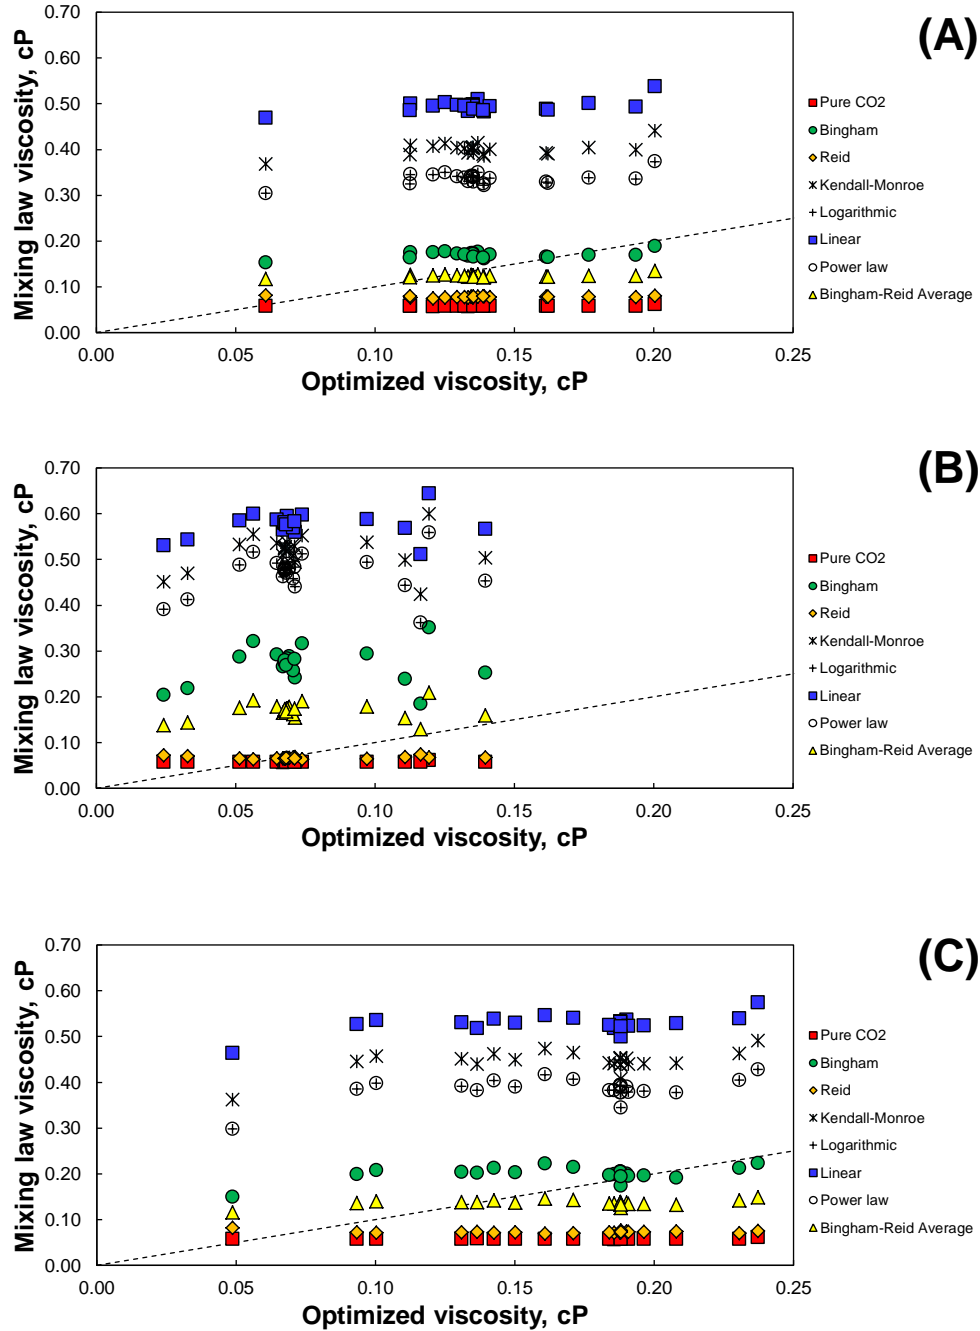 (A)
Mixing law viscosity, cP
0.70
0.60
0.50
0.40
0.30
0.20
0.10
0.00
0.00 0.05 0.10 0.15 0.20 0.25
Optimized viscosity, cP
Pure CO2
Bingham
Reid
Kendall-Monroe
Logarithmic
Linear
Power law
Bingham-Reid Average
(B)
Mixing law viscosity, cP
0.70
0.60
0.50
0.40
0.30
0.20
0.10
0.00
0.00 0.05 0.10 0.15 0.20 0.25
Optimized viscosity, cP
Pure CO2
Bingham
Reid
Kendall-Monroe
Logarithmic
Linear
Power law
Bingham-Reid Average
(C)
Mixing law viscosity, cP
0.70
0.60
0.50
0.40
0.30
0.20
0.10
0.00
0.00 0.05 0.10 0.15 0.20 0.25
Optimized viscosity, cP
Pure CO2
Bingham
Reid
Kendall-Monroe
Logarithmic
Linear
Power law
Bingham-Reid Average